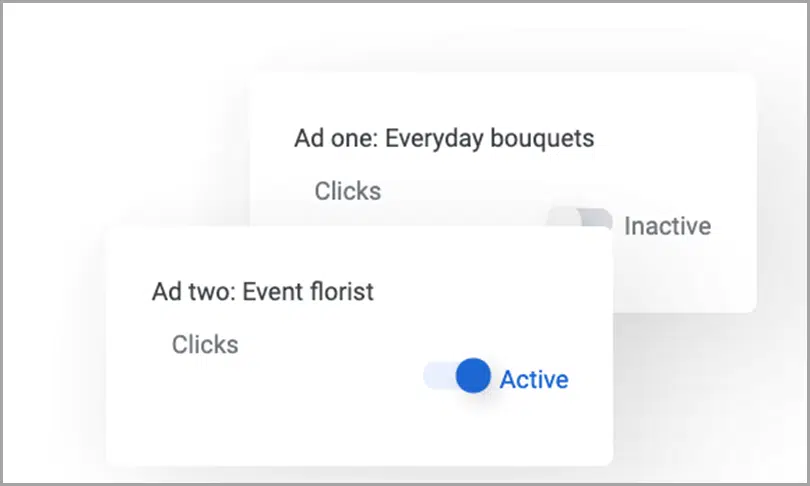 Ad one: Everyday bouquets
Clicks
Inactive
Ad two: Event florist
Clicks
Active